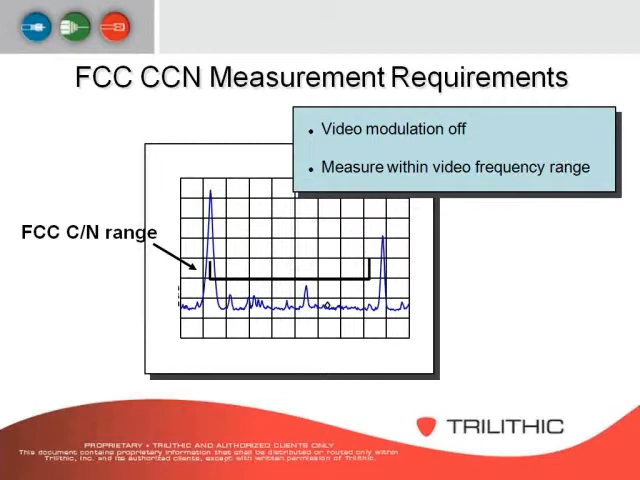 FCC CCN Measurement Requirements
• Video modulation off
• Measure within video frequency range
FCC C/N range
TRILITHIC
PROPRIETARY • TRILITHIC AND AUTHORIZED CLIENTS ONLY
This document contains proprietary information that shall be distributed or routed only within
Trilithic, Inc. and its authorized clients, except with written permission of Trilithic.